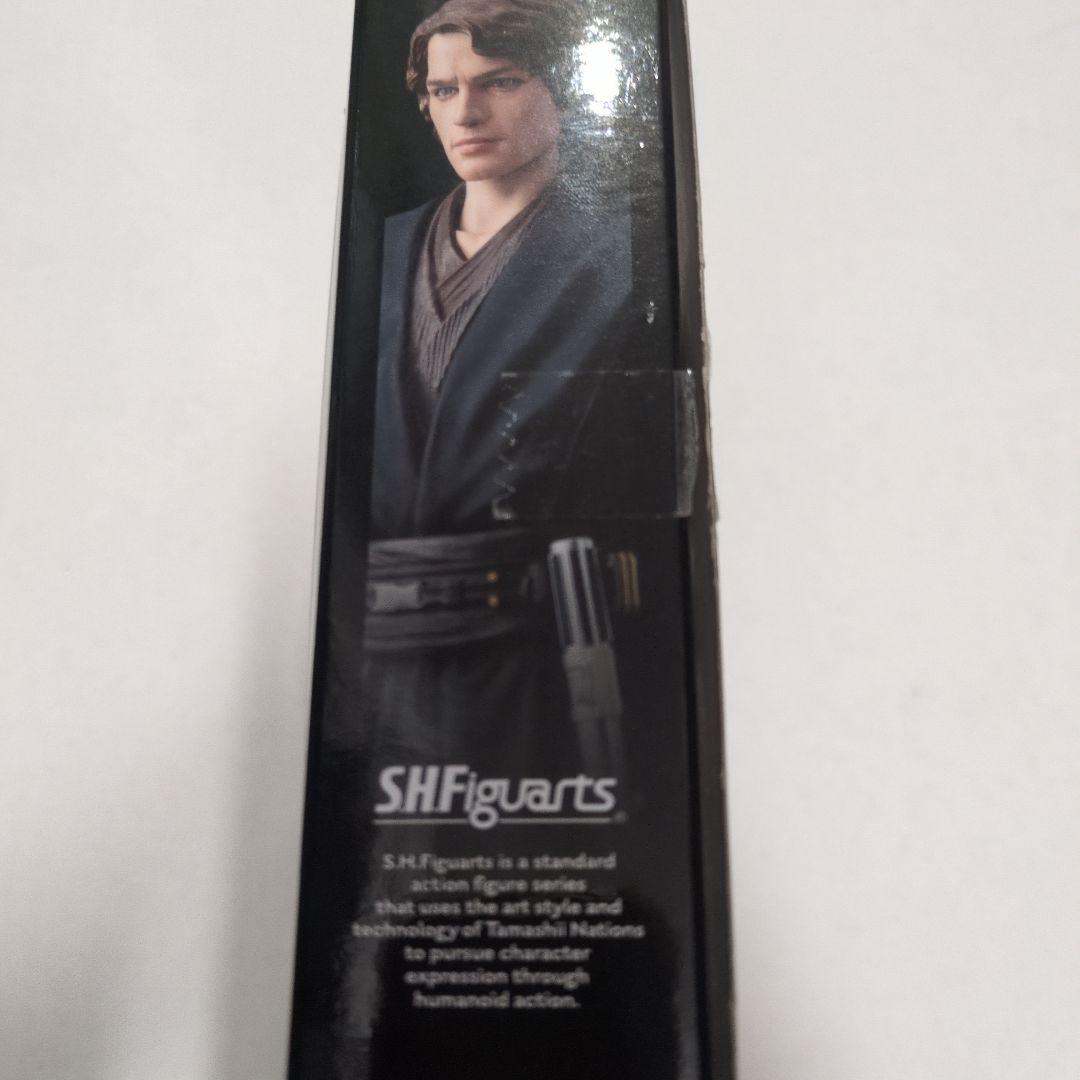 S.H.Figuarts
S.H.Figuarts is a standard
action figure series
that uses the art style and
technology of Tamashii Nations
to pursue character
expression through
humanoid action.